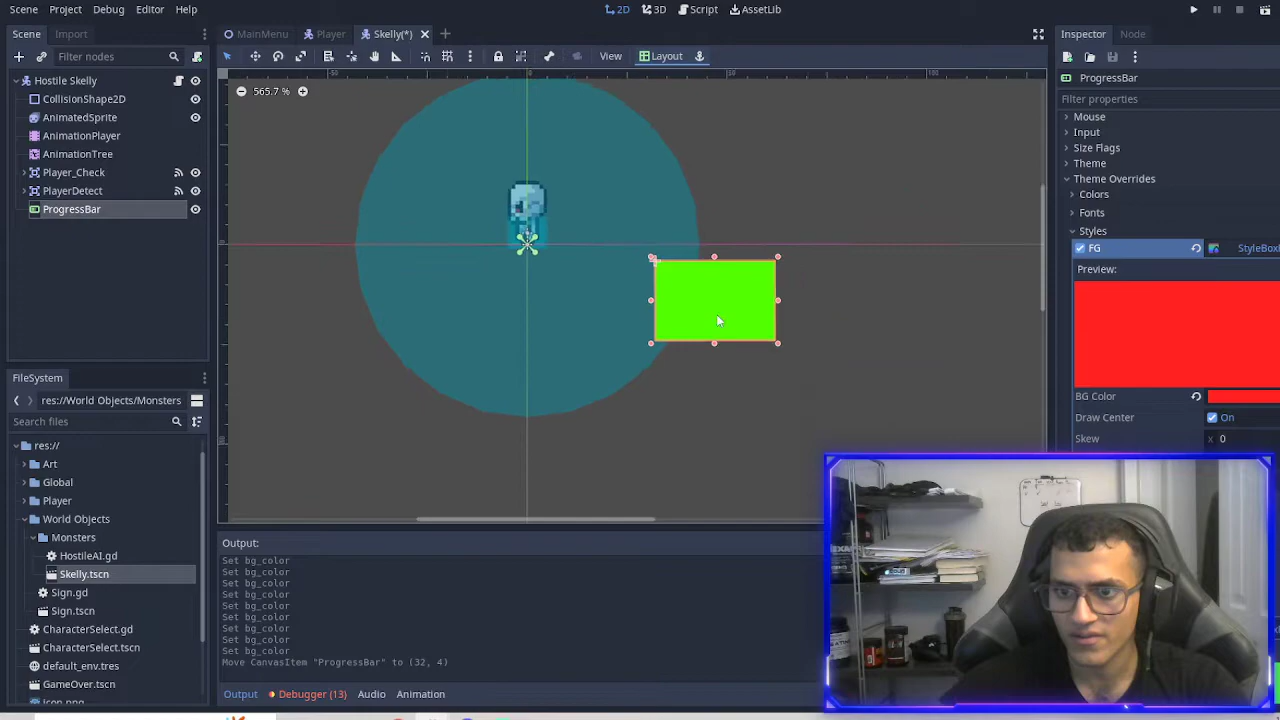 Scene Project Debug Editor Help
2D 3D Script AssetLib
Scene Import
MainMenu Player Skelly(*)
Inspector Node
Filter nodes
View Layout
ProgressBar
Filter properties
Hostile Skelly
CollisionShape2D
AnimatedSprite
AnimationPlayer
AnimationTree
Player_Check
PlayerDetect
ProgressBar
-50 0 50 100
565.7 %
Mouse
Input
Size Flags
Theme
Theme Overrides
Colors
Fonts
Styles
FG StyleBox
Preview:
BG Color
Draw Center On
Skew x 0
FileSystem
res://World Objects/Monsters
Search files
res://
Art
Global
Player
World Objects
Monsters
HostileAI.gd
Skelly.tscn
Sign.gd
Sign.tscn
CharacterSelect.gd
CharacterSelect.tscn
default_env.tres
GameOver.tscn
icon.png
Output:
Set bg_color
Set bg_color
Set bg_color
Set bg_color
Set bg_color
Set bg_color
Set bg_color
Set bg_color
Set bg_color
Move CanvasItem "ProgressBar" to (32, 4)
Output Debugger (13) Audio Animation